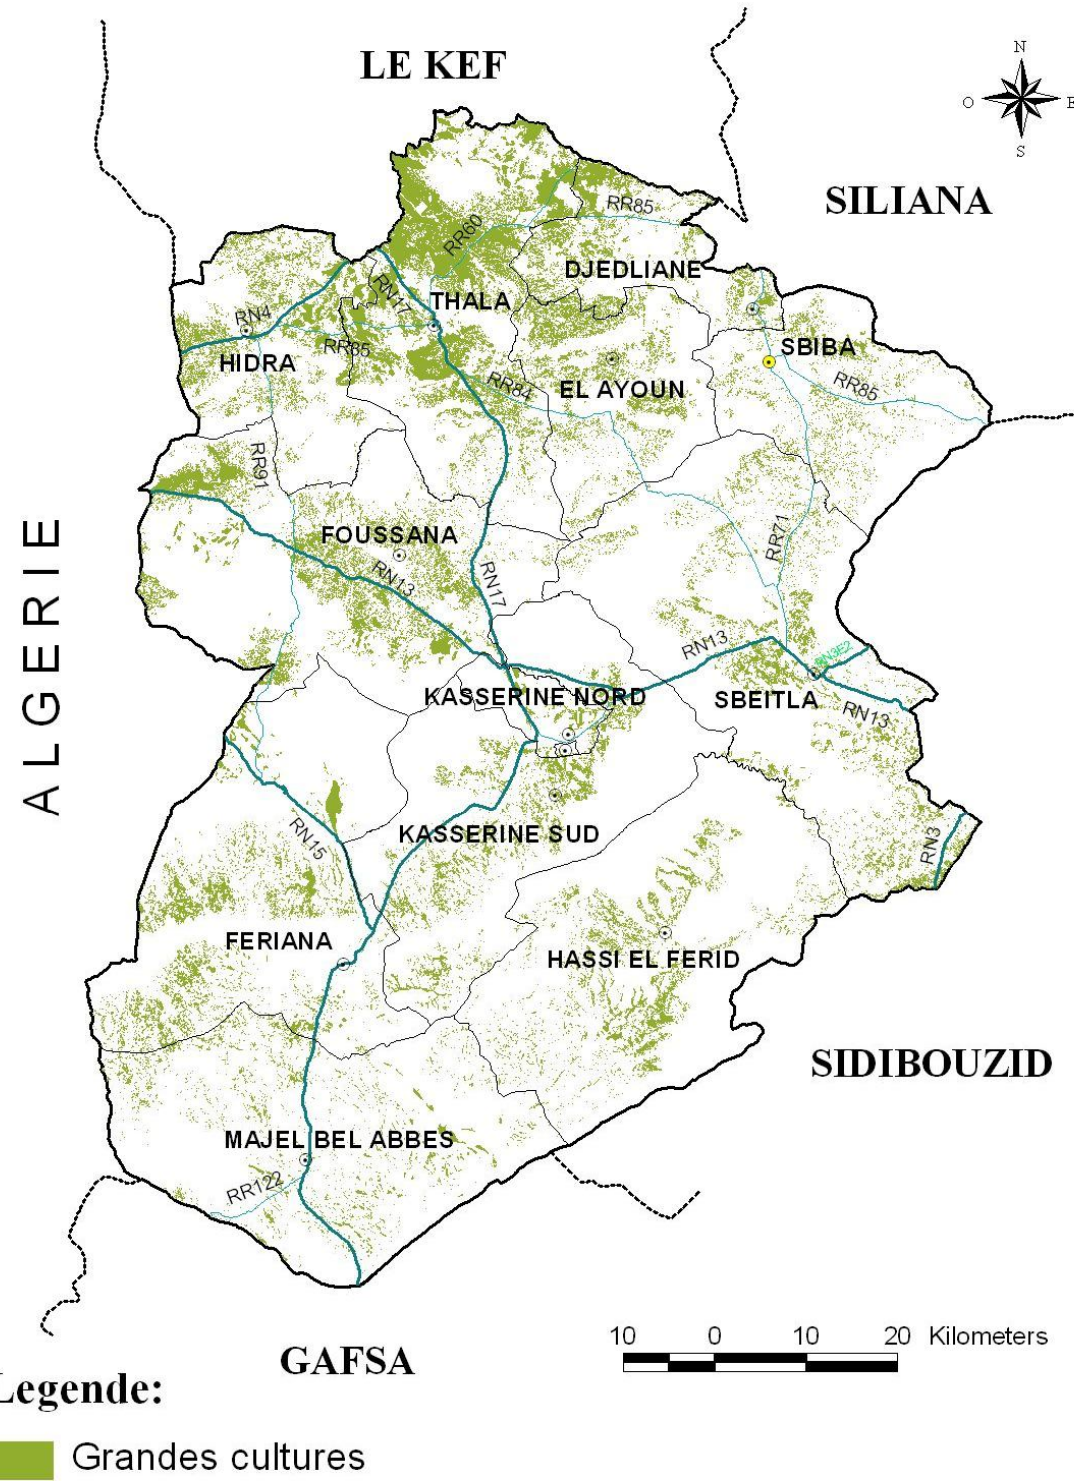 LE KEF
N
O
E
S
SILIANA
RR85
RR60
DJEDLIANE
RN17
THALA
RN4
RR85
HIDRA
SBIBA
RR84
EL AYOUN
RR85
RR91
ALGERIE
FOUSSANA
RR71
RN13
RN17
RN13
KASSERINE NORD
SBEITLA
RN13
RN15
KASSERINE SUD
RN3
FERIANA
HASSI EL FERID
SIDIBOUZID
MAJEL BEL ABBES
RR122
10 0 10 20 Kilometers
GAFSA
Legende:
Grandes cultures